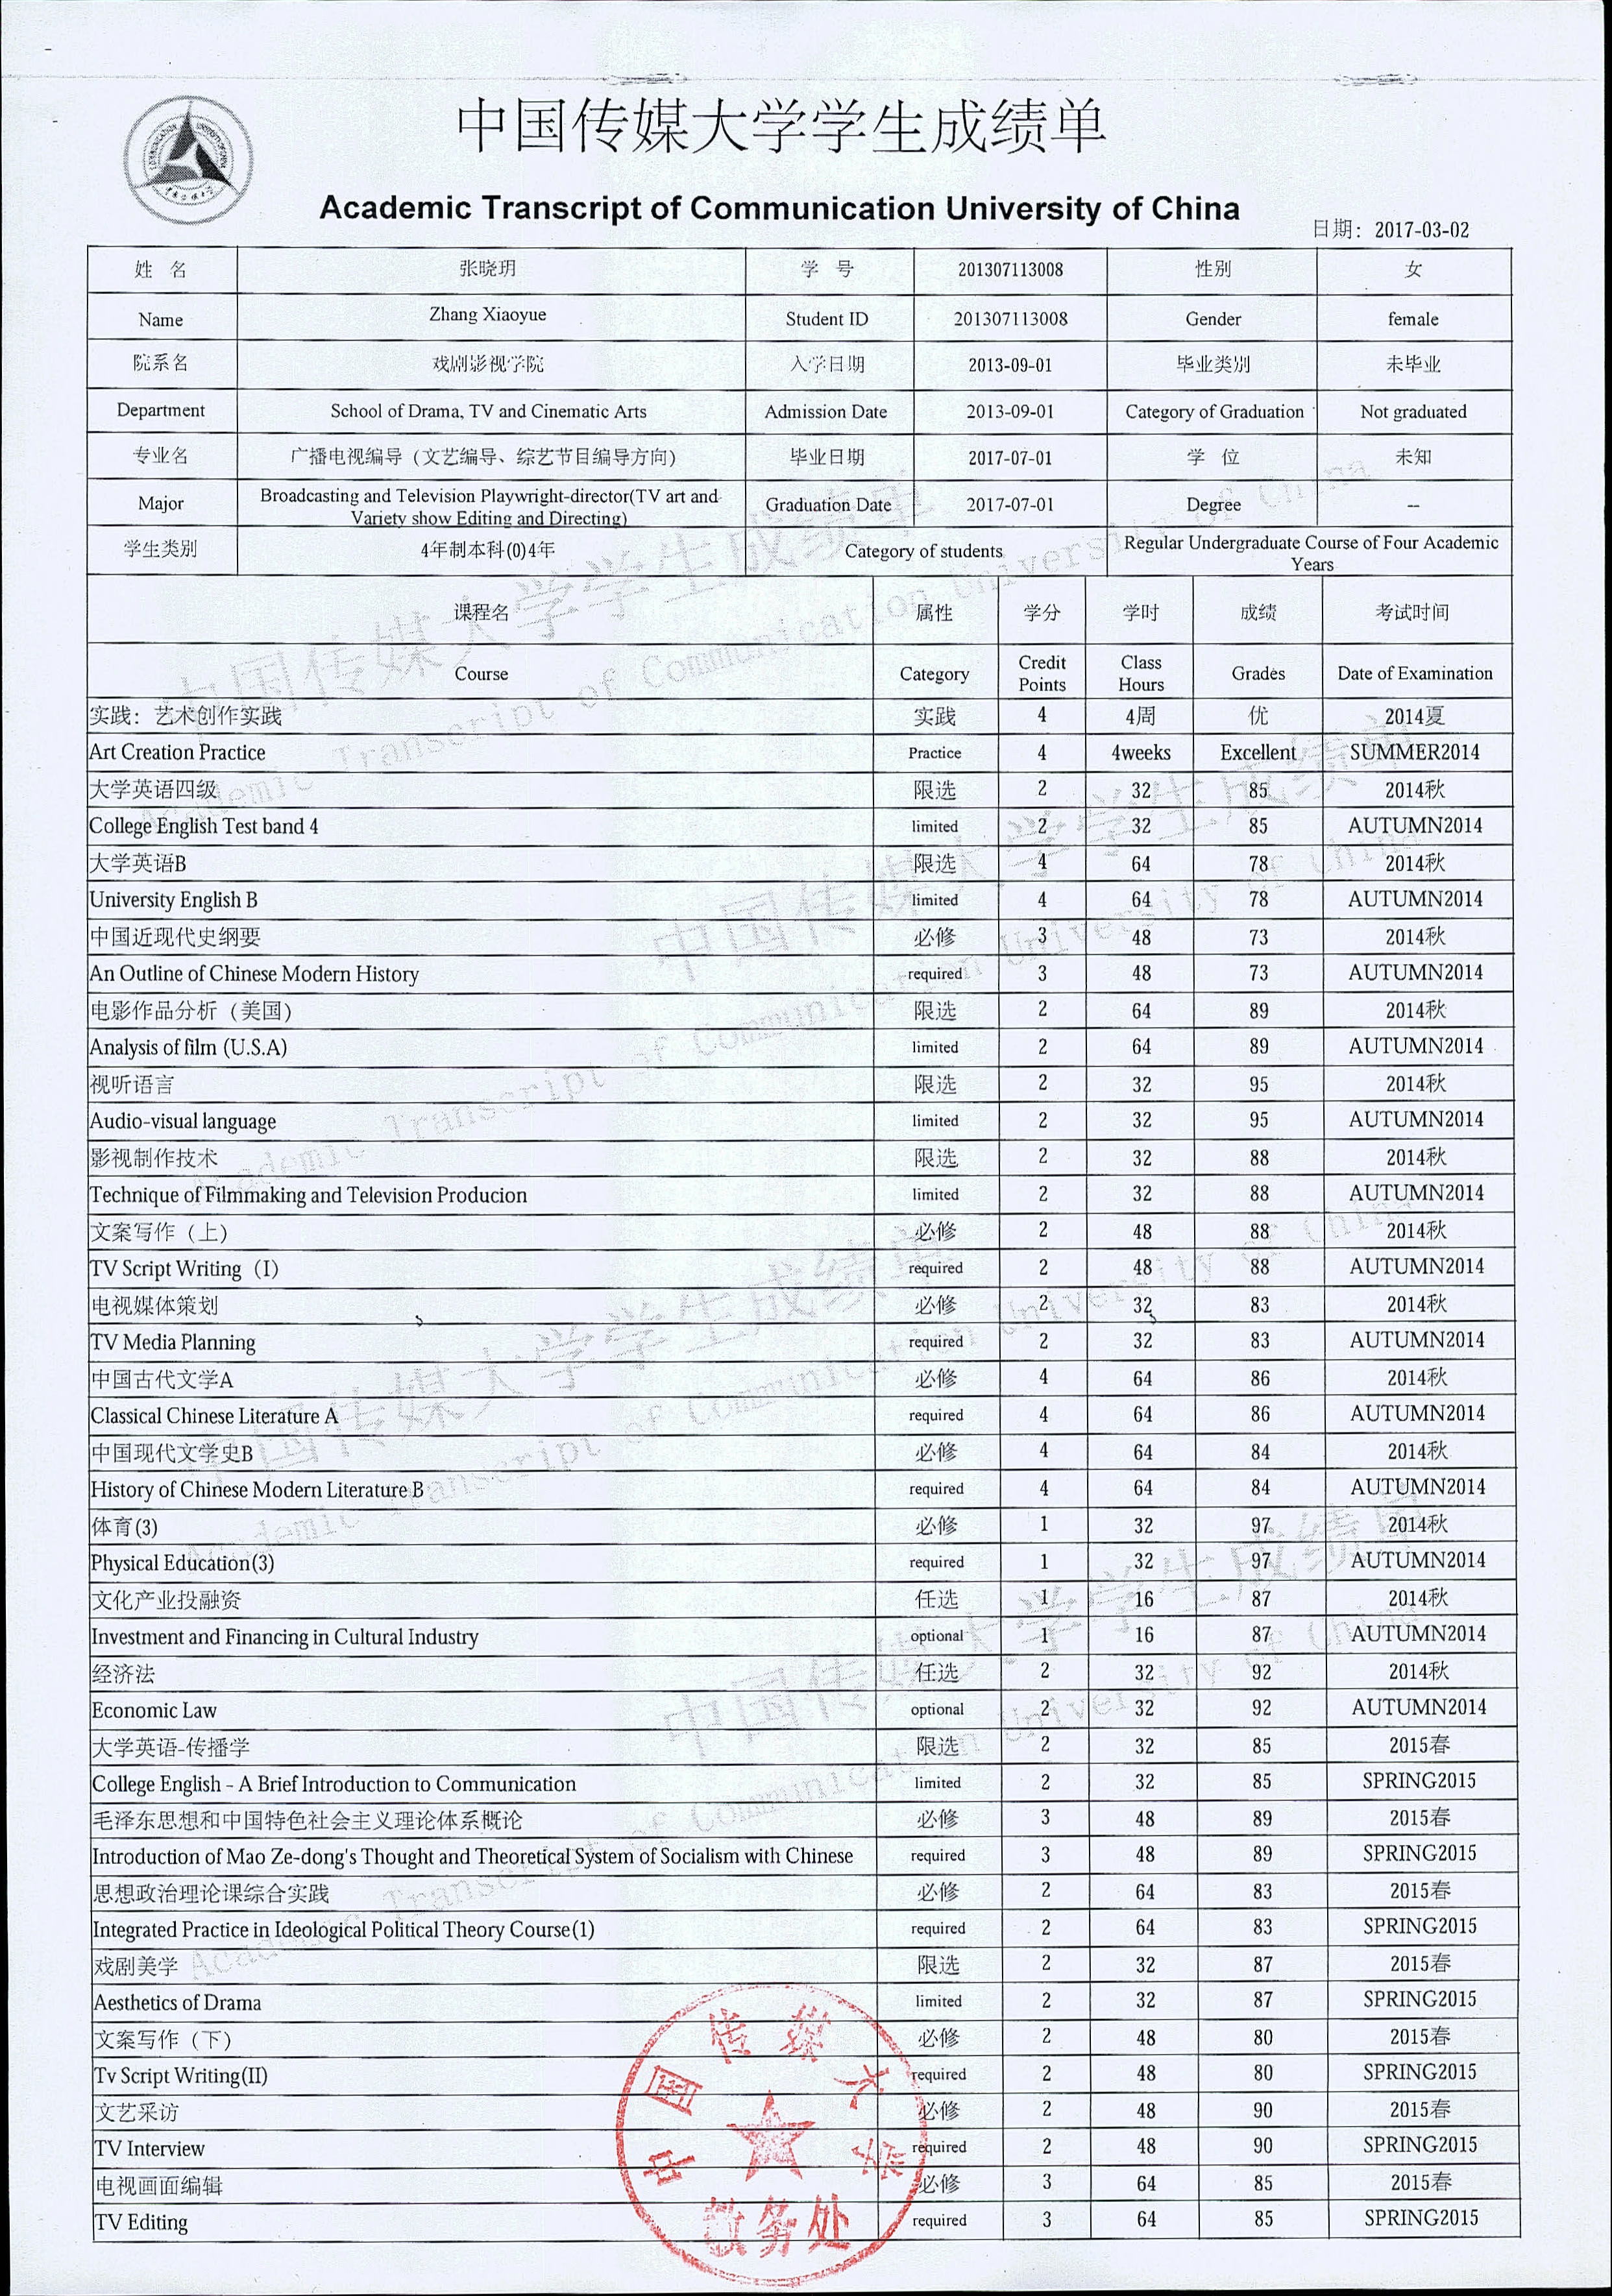 中国传媒大学学生成绩单
Academic Transcript of Communication University of China
日期: 2017-03-02
姓 名 张晓玥 学 号 201307113008 性别 女
Name Zhang Xiaoyue Student ID 201307113008 Gender female
院系名 戏剧影视学院 入学日期 2013-09-01 毕业类别 未毕业
Department School of Drama, TV and Cinematic Arts Admission Date 2013-09-01 Category of Graduation Not graduated
专业名 广播电视编导（文艺编导、综艺节目编导方向） 毕业日期 2017-07-01 学 位 未知
Major Broadcasting and Television Playwright-director(TV art and Variety show Editing and Directing) Graduation Date 2017-07-01 Degree --
学生类别 4年制本科(0)4年 Category of students Regular Undergraduate Course of Four Academic Years
课程名 属性 学分 学时 成绩 考试时间
Course Category Credit Points Class Hours Grades Date of Examination
实践：艺术创作实践 实践 4 4周 优 2014夏
Art Creation Practice Practice 4 4weeks Excellent SUMMER2014
大学英语四级 限选 2 32 85 2014秋
College English Test band 4 limited 2 32 85 AUTUMN2014
大学英语B 限选 4 64 78 2014秋
University English B limited 4 64 78 AUTUMN2014
中国近现代史纲要 必修 3 48 73 2014秋
An Outline of Chinese Modern History required 3 48 73 AUTUMN2014
电影作品分析（美国） 限选 2 64 89 2014秋
Analysis of film (U.S.A) limited 2 64 89 AUTUMN2014
视听语言 限选 2 32 95 2014秋
Audio-visual language limited 2 32 95 AUTUMN2014
影视制作技术 限选 2 32 88 2014秋
Technique of Filmmaking and Television Producion limited 2 32 88 AUTUMN2014
文案写作（上） 必修 2 48 88 2014秋
TV Script Writing（I） required 2 48 88 AUTUMN2014
电视媒体策划 必修 2 32 83 2014秋
TV Media Planning required 2 32 83 AUTUMN2014
中国古代文学A 必修 4 64 86 2014秋
Classical Chinese Literature A required 4 64 86 AUTUMN2014
中国现代文学史B 必修 4 64 84 2014秋
History of Chinese Modern Literature B required 4 64 84 AUTUMN2014
体育(3) 必修 1 32 97 2014秋
Physical Education(3) required 1 32 97 AUTUMN2014
文化产业投融资 任选 1 16 87 2014秋
Investment and Financing in Cultural Industry optional 1 16 87 AUTUMN2014
经济法 任选 2 32 92 2014秋
Economic Law optional 2 32 92 AUTUMN2014
大学英语-传播学 限选 2 32 85 2015春
College English - A Brief Introduction to Communication limited 2 32 85 SPRING2015
毛泽东思想和中国特色社会主义理论体系概论 必修 3 48 89 2015春
Introduction of Mao Ze-dong's Thought and Theoretical System of Socialism with Chinese required 3 48 89 SPRING2015
思想政治理论课综合实践 必修 2 64 83 2015春
Integrated Practice in Ideological Political Theory Course(1) required 2 64 83 SPRING2015
戏剧美学 限选 2 32 87 2015春
Aesthetics of Drama limited 2 32 87 SPRING2015
文案写作（下） 必修 2 48 80 2015春
Tv Script Writing(II) required 2 48 80 SPRING2015
文艺采访 必修 2 48 90 2015春
TV Interview required 2 48 90 SPRING2015
电视画面编辑 必修 3 64 85 2015春
TV Editing required 3 64 85 SPRING2015
中国传媒大学
教务处